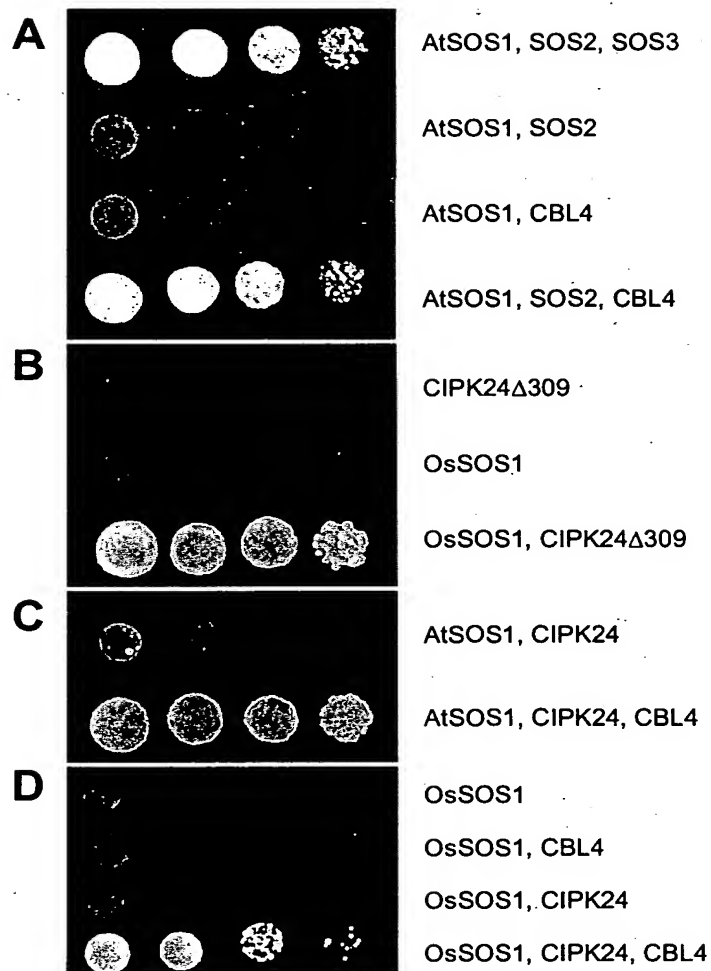 A
AtSOS1, SOS2, SOS3
AtSOS1, SOS2
AtSOS1, CBL4
AtSOS1, SOS2, CBL4
B
CIPK24Δ309
OsSOS1
OsSOS1, CIPK24Δ309
C
AtSOS1, CIPK24
AtSOS1, CIPK24, CBL4
D
OsSOS1
OsSOS1, CBL4
OsSOS1, CIPK24
OsSOS1, CIPK24, CBL4